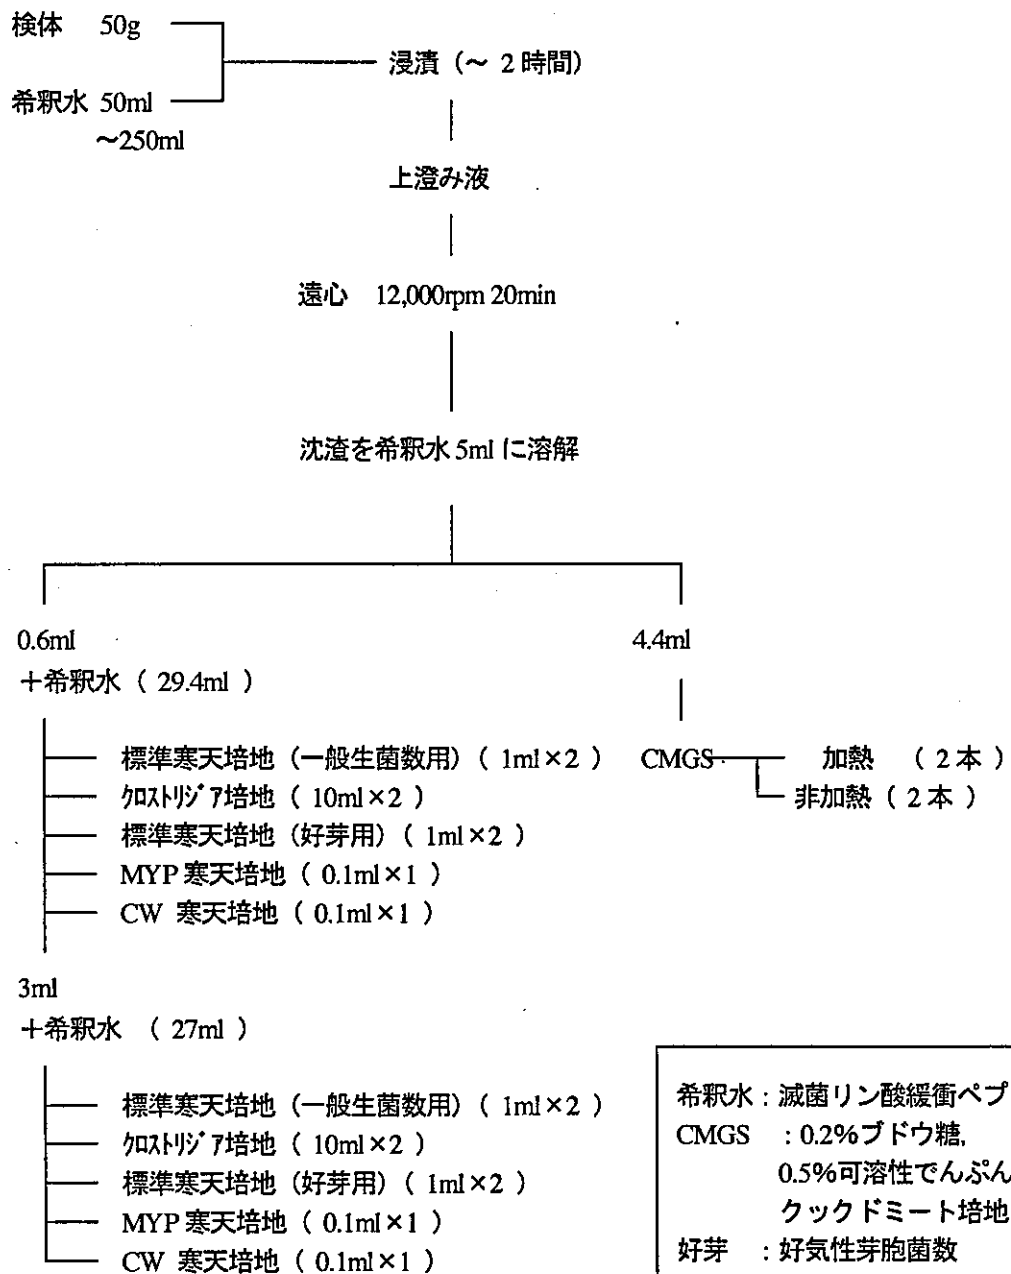 検体 50g
希釈水 50ml
～250ml
浸漬（～ 2時間）
上澄み液
遠心 12,000rpm 20min
沈渣を希釈水5mlに溶解
0.6ml
＋希釈水（ 29.4ml ）
標準寒天培地（一般生菌数用）（ 1ml×2 ）
ｸﾛｽﾄﾘｼﾞｱ培地（ 10ml×2 ）
標準寒天培地（好芽用）（ 1ml×2 ）
MYP寒天培地（ 0.1ml×1 ）
CW 寒天培地（ 0.1ml×1 ）
4.4ml
CMGS
加熱 （ 2本 ）
非加熱（ 2本 ）
3ml
＋希釈水 （ 27ml ）
標準寒天培地（一般生菌数用）（ 1ml×2 ）
ｸﾛｽﾄﾘｼﾞｱ培地（ 10ml×2 ）
標準寒天培地（好芽用）（ 1ml×2 ）
MYP寒天培地（ 0.1ml×1 ）
CW 寒天培地（ 0.1ml×1 ）
希釈水：滅菌リン酸緩衝ペプ
CMGS ：0.2%ブドウ糖,
0.5%可溶性でんぷん
クックドミート培地
好芽 ：好気性芽胞菌数